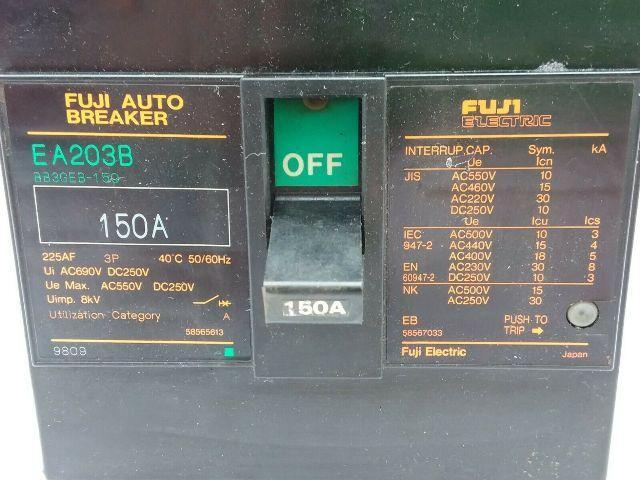 FUJI AUTO
BREAKER
EA203B
BB3GEB-150
150A
225AF 3P 40°C 50/60Hz
Ui AC690V DC250V
Ue Max. AC550V DC250V
Uimp. 8kV
Utilization Category A
58565613
9809
OFF
150A
FUJI
ELECTRIC
INTERRUP. CAP. Sym. kA
Ue Icn
JIS AC550V 10
AC460V 15
AC220V 30
DC250V 10
Ue Icu Ics
IEC AC500V 10 3
947-2 AC440V 15 4
AC400V 18 5
EN AC230V 30 8
60947-2 DC250V 10 3
NK AC500V 15
AC250V 30
EB PUSH TO
58567033 TRIP ➡
Fuji Electric Japan